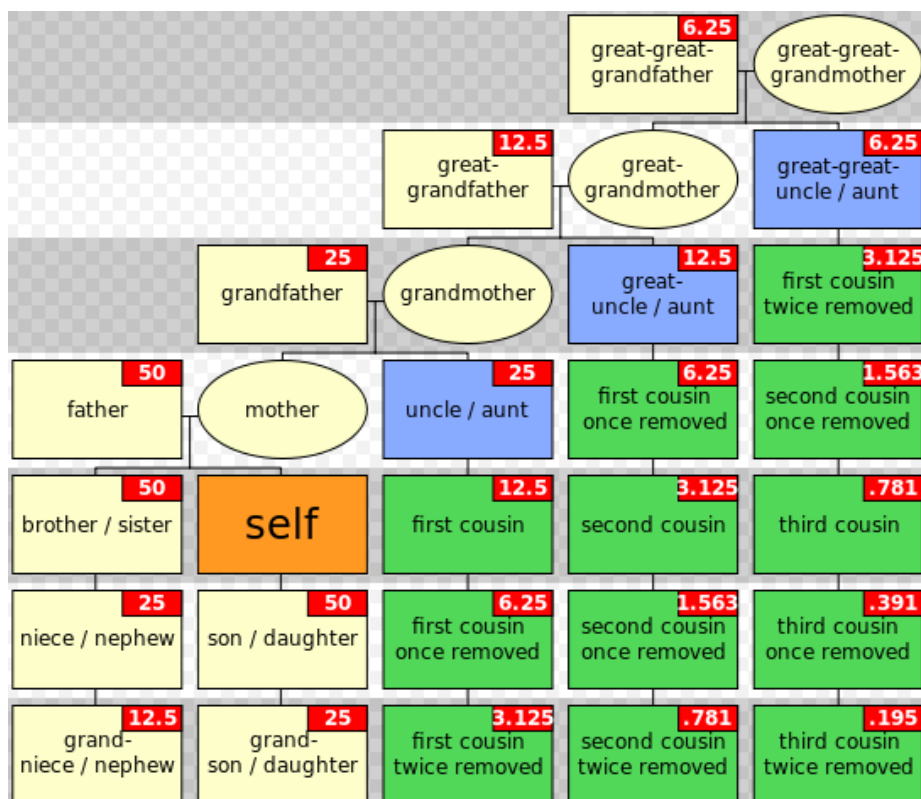 6.25
great-great-
grandfather
great-great-
grandmother
12.5
great-
grandfather
great-
grandmother
6.25
great-great-
uncle / aunt
25
grandfather
grandmother
12.5
great-
uncle / aunt
3.125
first cousin
twice removed
50
father
mother
25
uncle / aunt
6.25
first cousin
once removed
1.563
second cousin
once removed
50
brother / sister
self
12.5
first cousin
3.125
second cousin
.781
third cousin
25
niece / nephew
50
son / daughter
6.25
first cousin
once removed
1.563
second cousin
once removed
.391
third cousin
once removed
12.5
grand-
niece / nephew
25
grand-
son / daughter
3.125
first cousin
twice removed
.781
second cousin
twice removed
.195
third cousin
twice removed